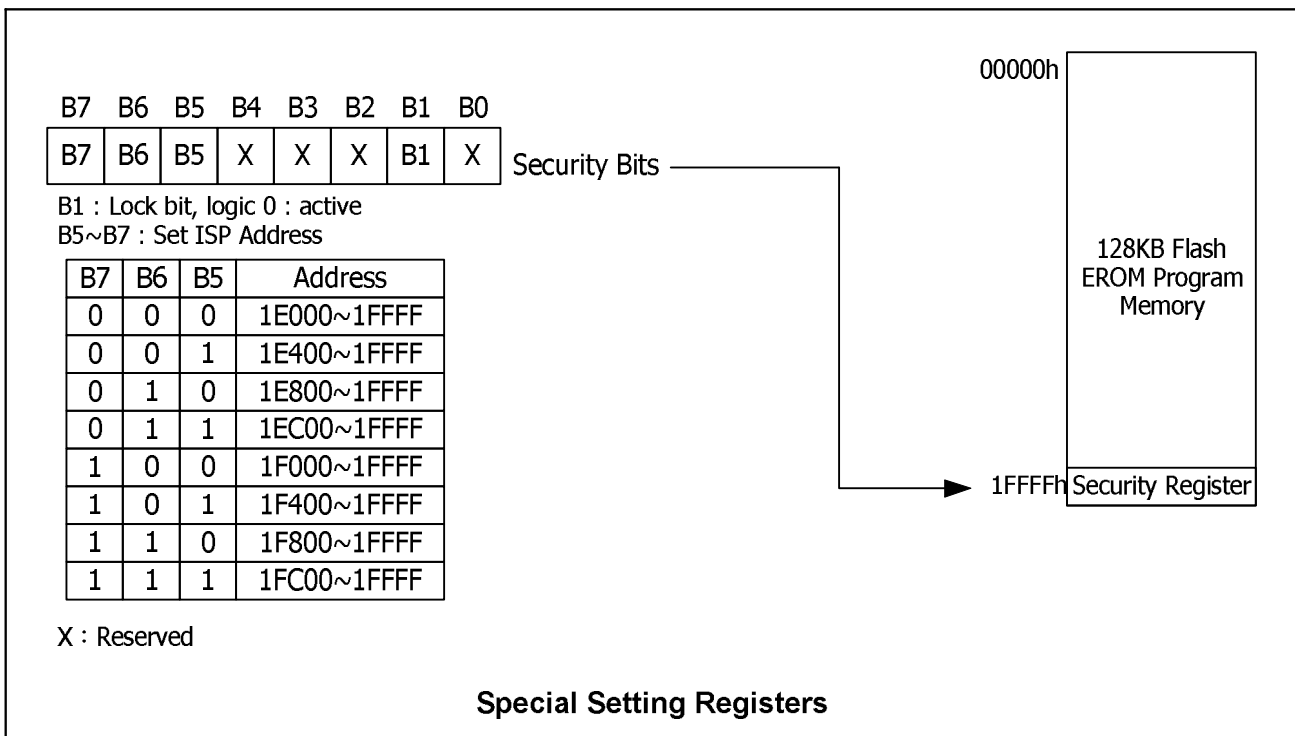 B7 B6 B5 B4 B3 B2 B1 B0
B7 B6 B5 X X X B1 X
Security Bits
B1 : Lock bit, logic 0 : active
B5~B7 : Set ISP Address
B7 B6 B5 Address
0 0 0 1E000~1FFFF
0 0 1 1E400~1FFFF
0 1 0 1E800~1FFFF
0 1 1 1EC00~1FFFF
1 0 0 1F000~1FFFF
1 0 1 1F400~1FFFF
1 1 0 1F800~1FFFF
1 1 1 1FC00~1FFFF
X : Reserved
00000h
128KB Flash
EROM Program
Memory
1FFFFh Security Register
Special Setting Registers